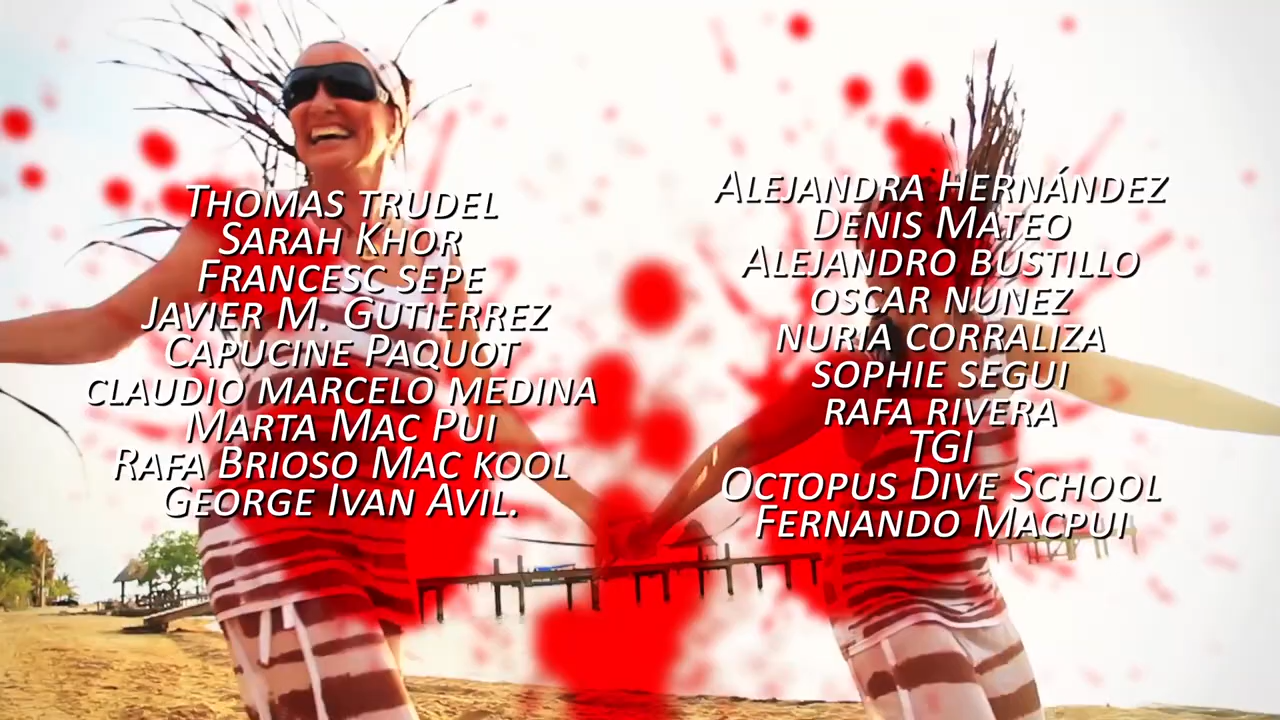 Thomas trudel
Sarah Khor
Francesc sepe
Javier M. Gutierrez
Capucine Paquot
claudio marcelo medina
Marta Mac Pui
Rafa Brioso Mac kool
George Ivan Avil.
Alejandra Hernández
Denis Mateo
Alejandro bustillo
oscar nunez
nuria corraliza
sophie segui
rafa rivera
TGI
Octopus Dive School
Fernando Macpui